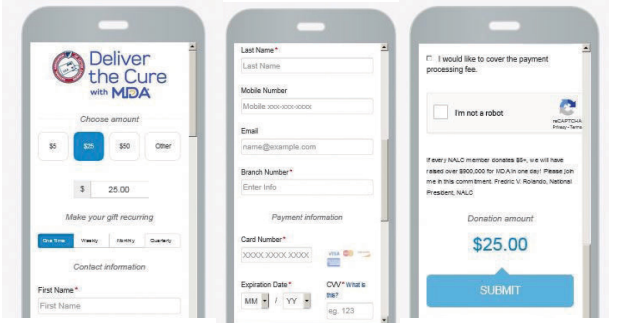 Deliver
the Cure
with MDA
Choose amount
$5 $25 $50 Other
$ 25.00
Make your gift recurring
One Time Weekly Monthly Quarterly
Contact information
First Name*
First Name
Last Name*
Last Name
Mobile Number
Mobile xxx-xxx-xxxx
Email
name@example.com
Branch Number*
Enter Info
Payment information
Card Number*
XXXX XXXX XXXX
VISA
Expiration Date* CVV* What is
this?
MM / YY eg. 123
I would like to cover the payment
processing fee.
I'm not a robot
reCAPTCHA
Privacy - Terms
If every NALC member donates $5+, we will have
raised over $900,000 for MDA in one day! Please join
me in this commitment. Fredric V. Rolando, National
President, NALC
Donation amount
$25.00
SUBMIT